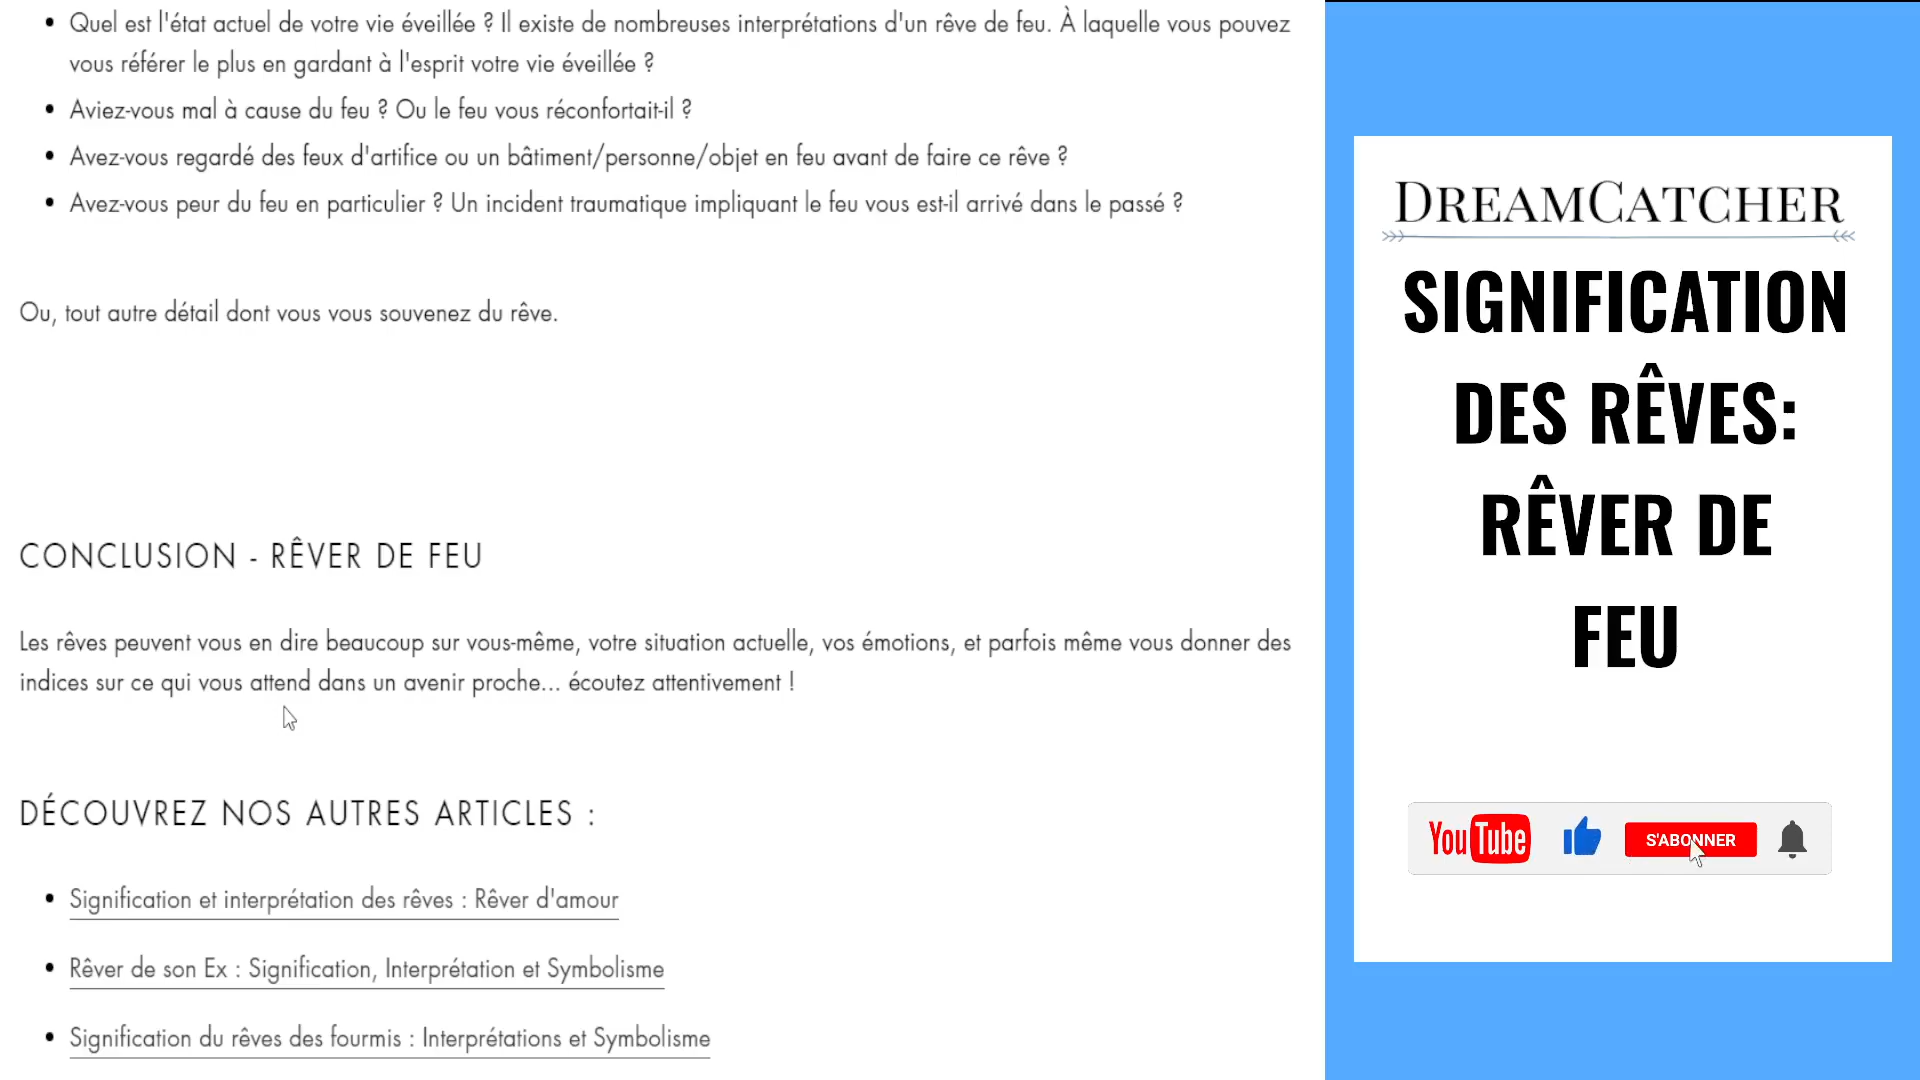 Quel est l'état actuel de votre vie éveillée ? Il existe de nombreuses interprétations d'un rêve de feu. À laquelle vous pouvez
vous référer le plus en gardant à l'esprit votre vie éveillée ?
Aviez-vous mal à cause du feu ? Ou le feu vous réconfortait-il ?
Avez-vous regardé des feux d'artifice ou un bâtiment/personne/objet en feu avant de faire ce rêve ?
Avez-vous peur du feu en particulier ? Un incident traumatique impliquant le feu vous est-il arrivé dans le passé ?
Ou, tout autre détail dont vous vous souvenez du rêve.
CONCLUSION - RÊVER DE FEU
Les rêves peuvent vous en dire beaucoup sur vous-même, votre situation actuelle, vos émotions, et parfois même vous donner des
indices sur ce qui vous attend dans un avenir proche... écoutez attentivement !
DÉCOUVREZ NOS AUTRES ARTICLES :
Signification et interprétation des rêves : Rêver d'amour
Rêver de son Ex : Signification, Interprétation et Symbolisme
Signification du rêves des fourmis : Interprétations et Symbolisme
DREAMCATCHER
SIGNIFICATION
DES RÊVES:
RÊVER DE
FEU
YouTube S'ABONNER